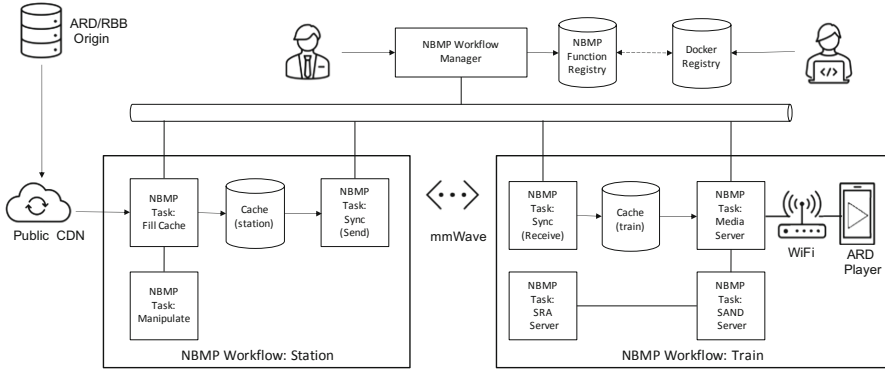 ARD/RBB
Origin
NBMP Workflow
Manager
NBMP
Function
Registry
Docker
Registry
</>
Public CDN
NBMP
Task:
Fill Cache
Cache
(station)
NBMP
Task:
Sync
(Send)
NBMP
Task:
Manipulate
NBMP Workflow: Station
mmWave
NBMP
Task:
Sync
(Receive)
Cache
(train)
NBMP
Task:
Media
Server
NBMP
Task:
SRA
Server
NBMP
Task:
SAND
Server
NBMP Workflow: Train
WiFi
ARD
Player